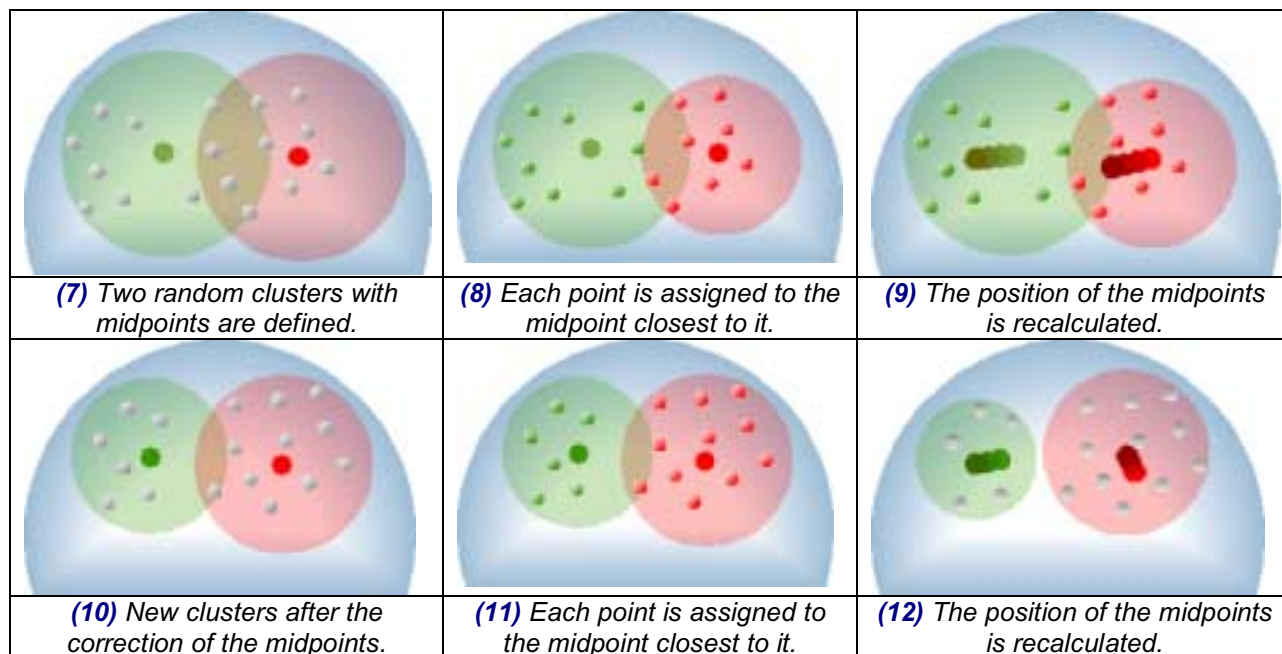 (7) Two random clusters with
midpoints are defined.
(8) Each point is assigned to the
midpoint closest to it.
(9) The position of the midpoints
is recalculated.
(10) New clusters after the
correction of the midpoints.
(11) Each point is assigned to
the midpoint closest to it.
(12) The position of the midpoints
is recalculated.